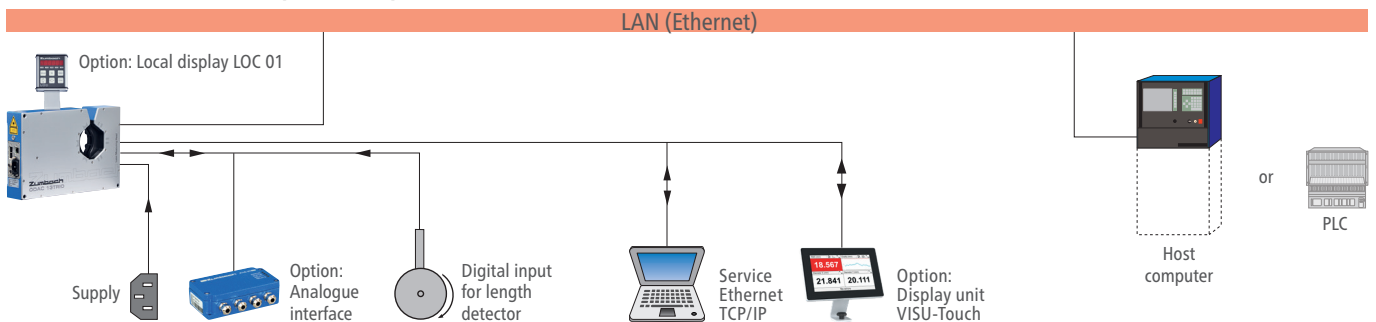 LAN (Ethernet)
Option: Local display LOC 01
Zumbach
Supply
Option:
Analogue
interface
Digital input
for length
detector
Service
Ethernet
TCP/IP
18.567
21.841 20.111
Option:
Display unit
VISU-Touch
Host
computer
or
PLC